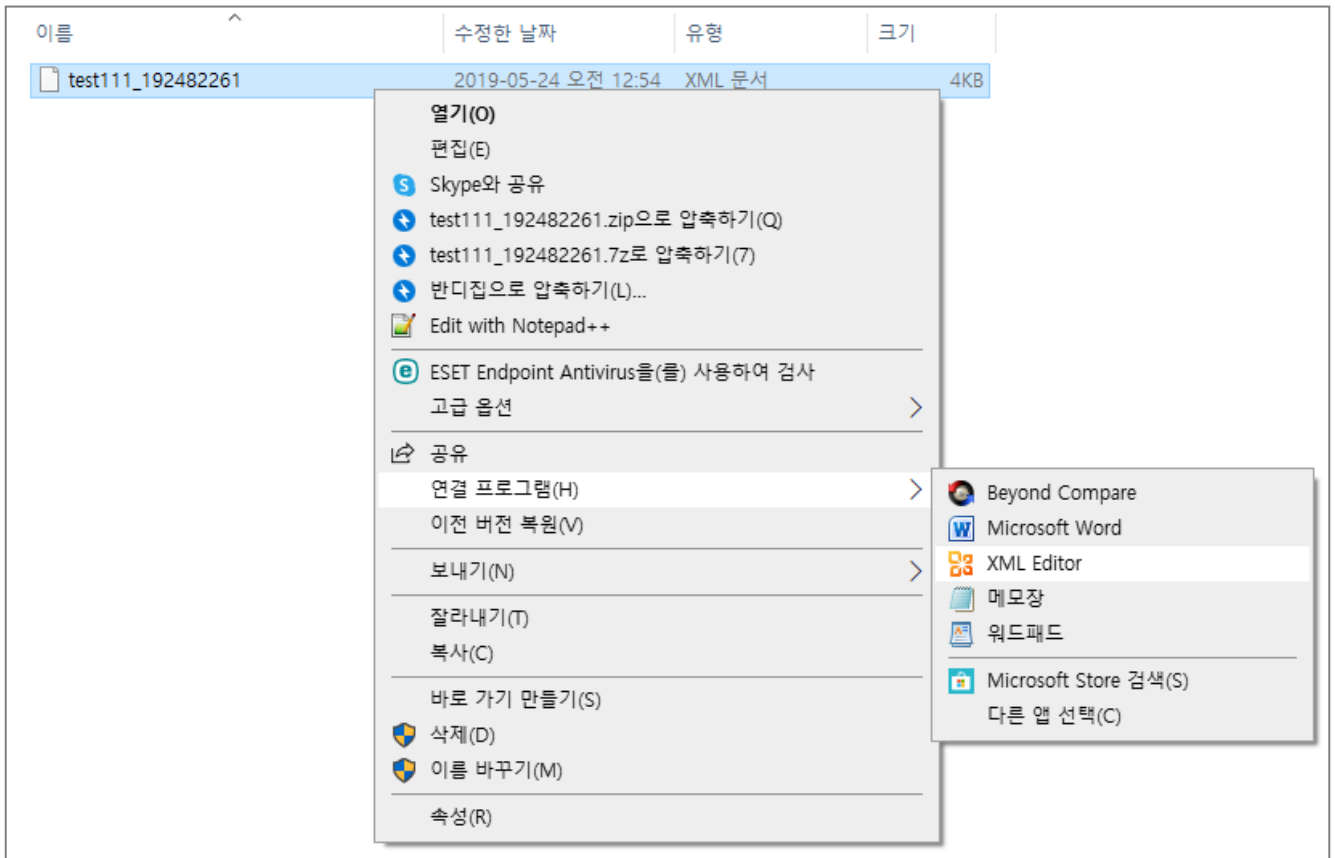 이름 수정한 날짜 유형 크기
test111_192482261 2019-05-24 오전 12:54 XML 문서 4KB
열기(O)
편집(E)
Skype와 공유
test111_192482261.zip으로 압축하기(Q)
test111_192482261.7z로 압축하기(7)
반디집으로 압축하기(L)...
Edit with Notepad++
ESET Endpoint Antivirus을(를) 사용하여 검사
고급 옵션
공유
연결 프로그램(H)
이전 버전 복원(V)
보내기(N)
잘라내기(T)
복사(C)
바로 가기 만들기(S)
삭제(D)
이름 바꾸기(M)
속성(R)
Beyond Compare
Microsoft Word
XML Editor
메모장
워드패드
Microsoft Store 검색(S)
다른 앱 선택(C)